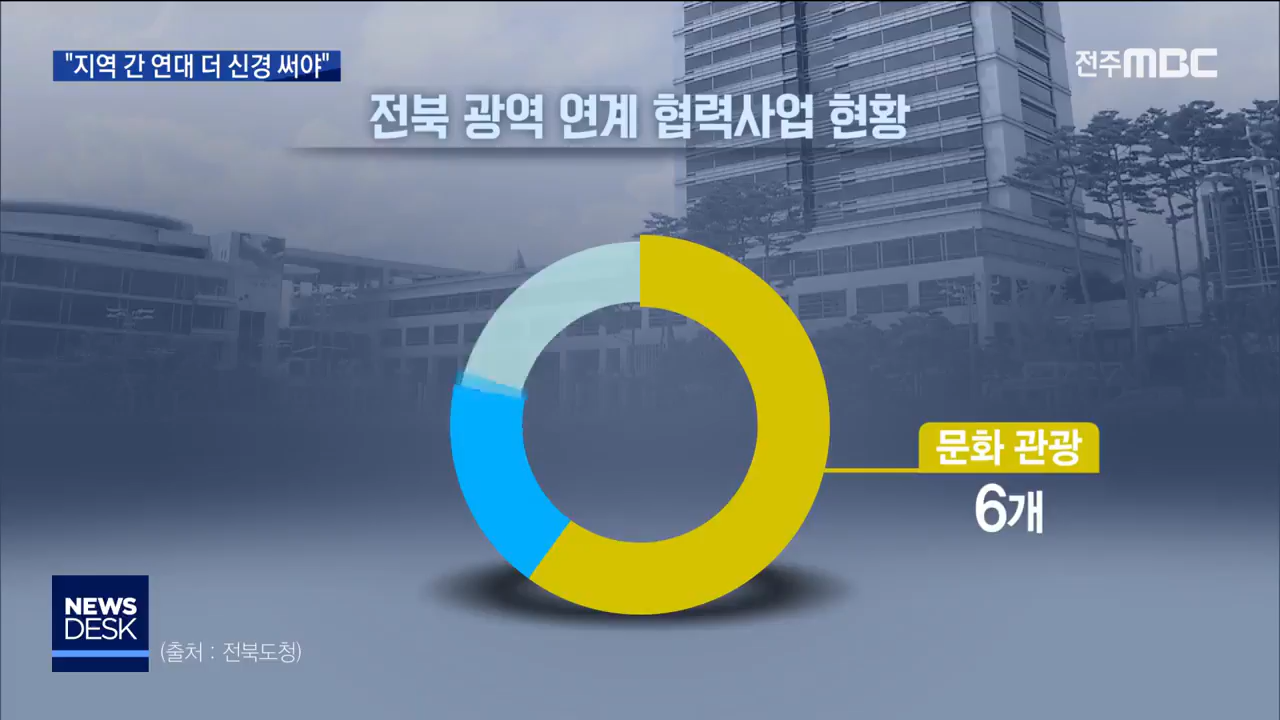 "지역 간 연대 더 신경 써야"
전주MBC
전북 광역 연계 협력사업 현황
문화 관광
6개
NEWS
DESK
(출처 : 전북도청)